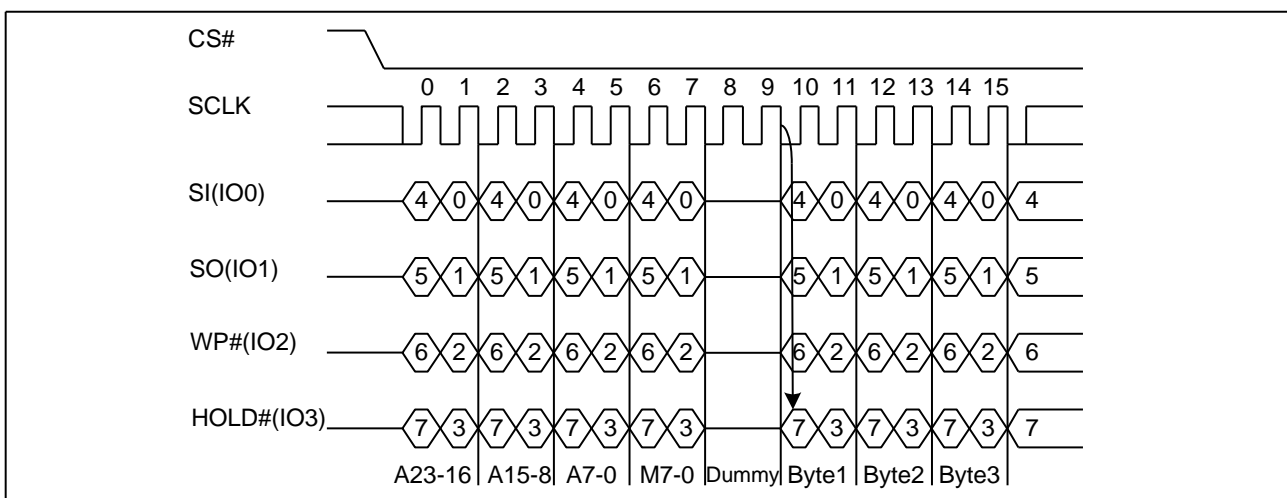 CS#
0 1 2 3 4 5 6 7 8 9 10 11 12 13 14 15
SCLK
SI(IO0) 4 0 4 0 4 0 4 0 4 0 4 0 4 0 4
SO(IO1) 5 1 5 1 5 1 5 1 5 1 5 1 5 1 5
WP#(IO2) 6 2 6 2 6 2 6 2 6 2 6 2 6 2 6
HOLD#(IO3) 7 3 7 3 7 3 7 3 7 3 7 3 7 3 7
A23-16 A15-8 A7-0 M7-0 Dummy Byte1 Byte2 Byte3